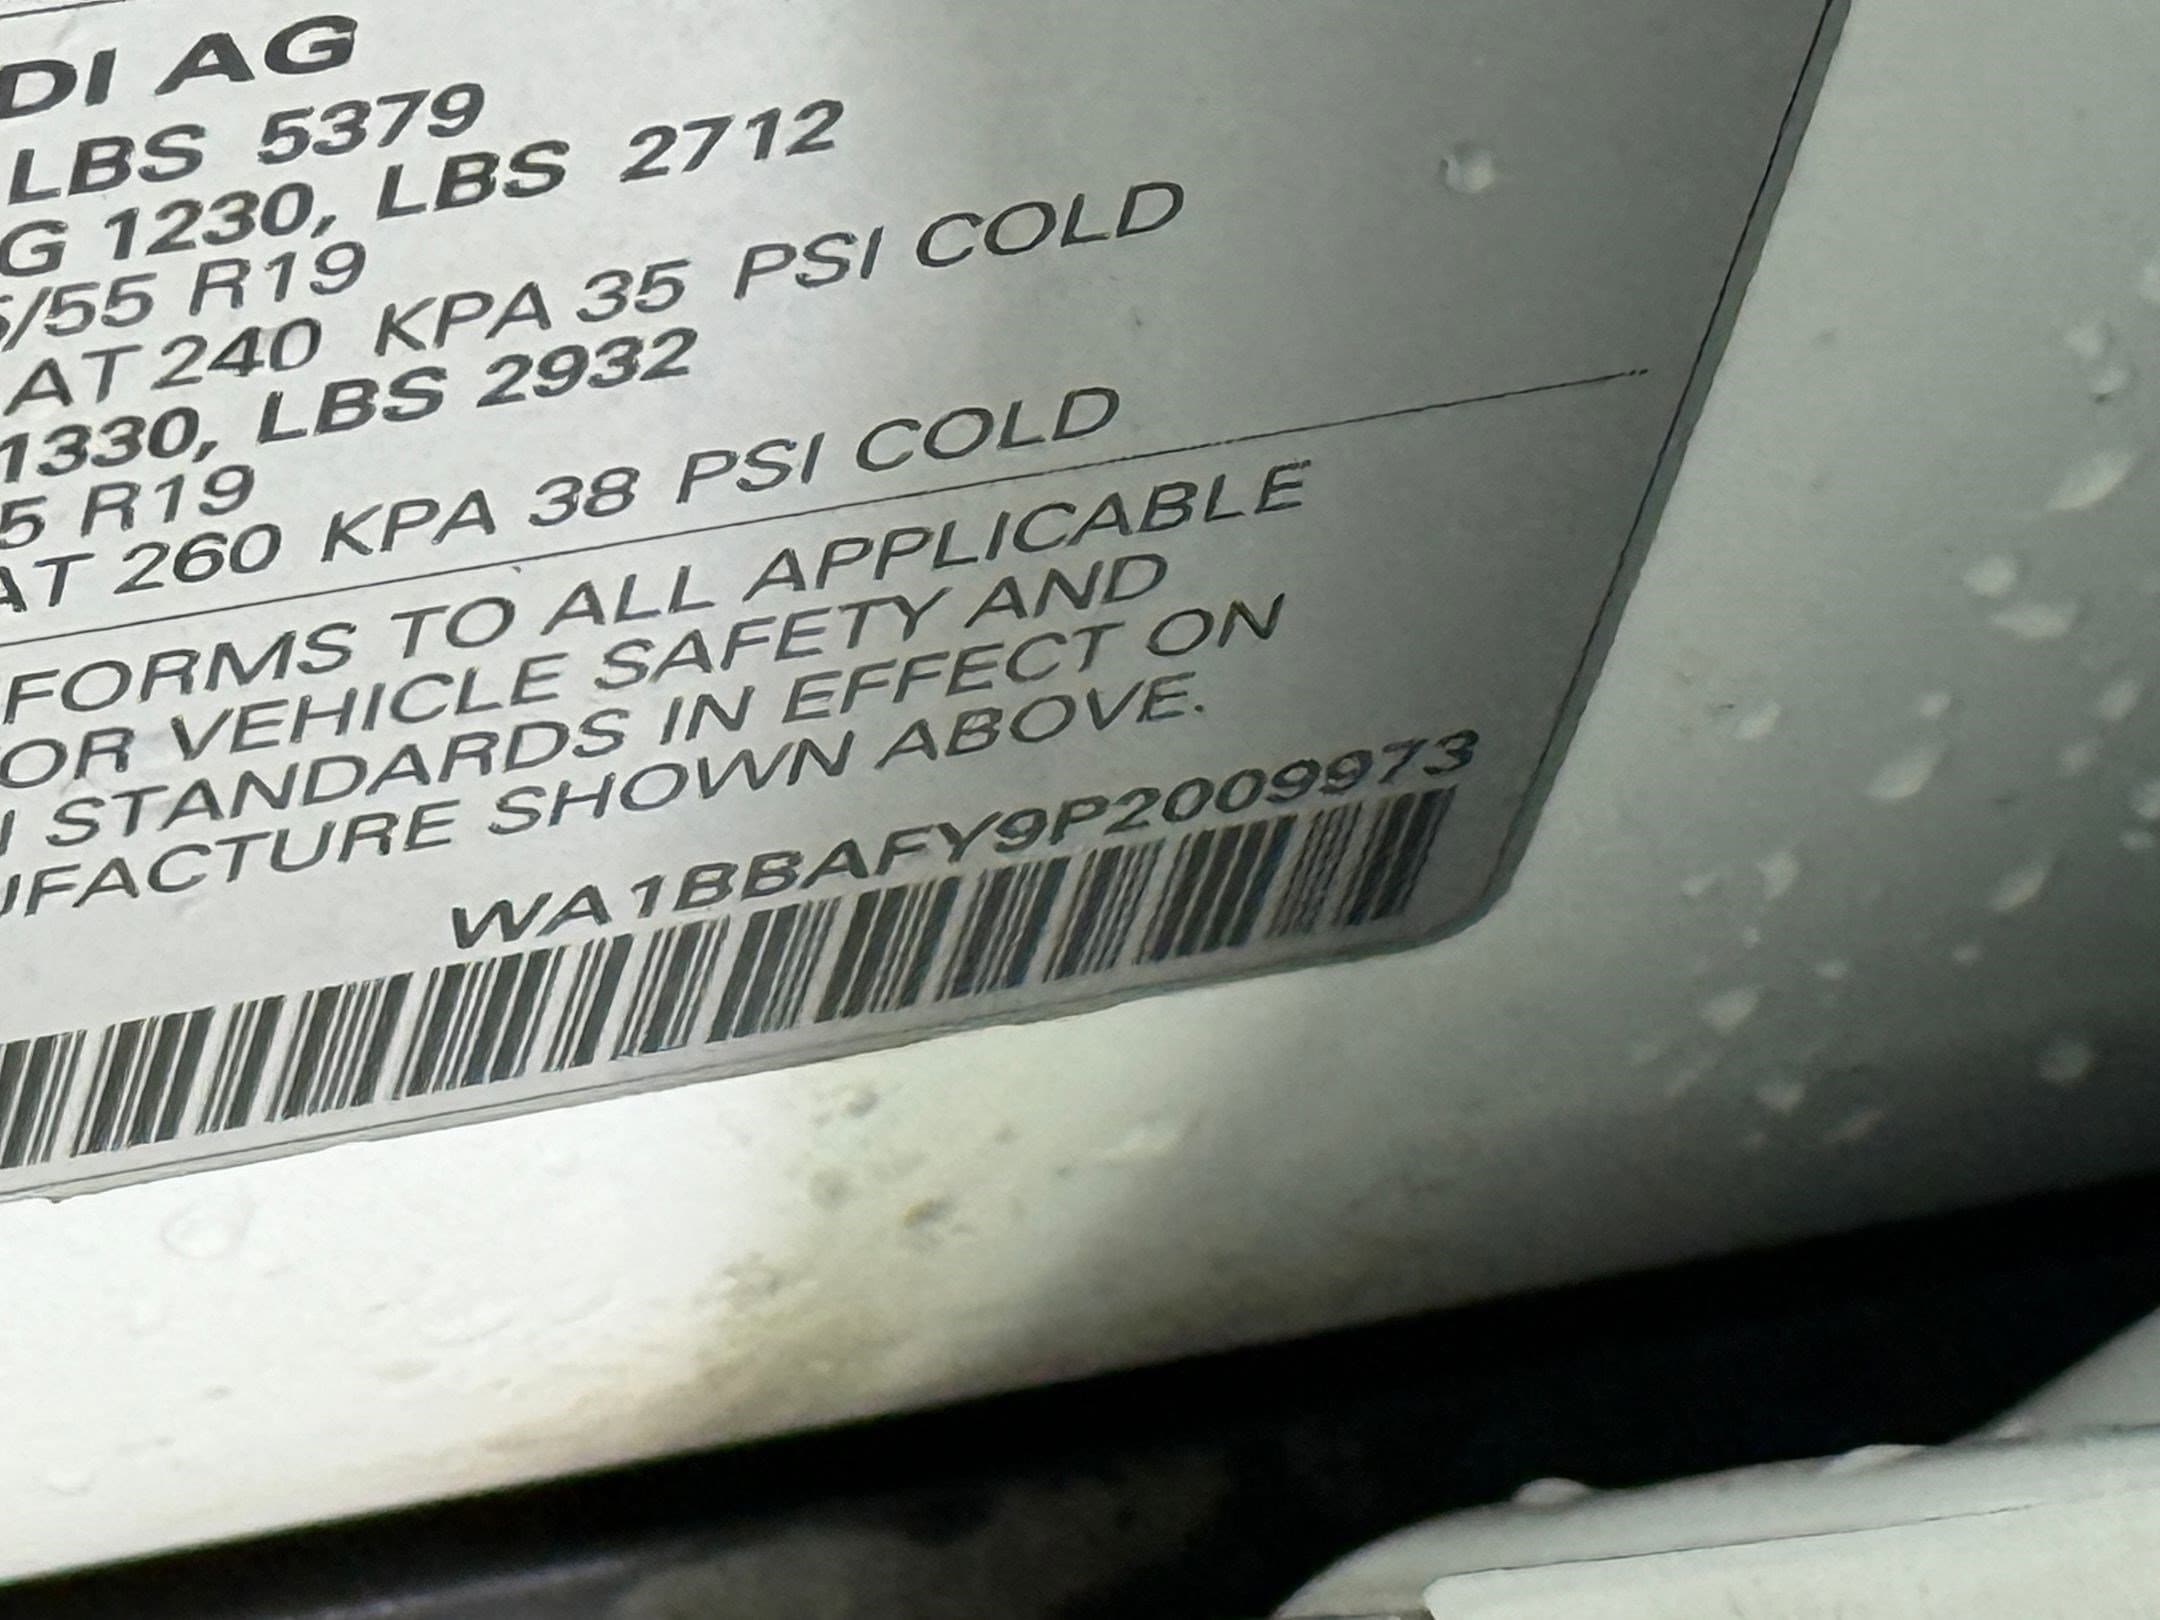 DI AG
LBS 5379
G 1230, LBS 2712
/55 R19
AT 240 KPA 35 PSI COLD
1330, LBS 2932
5 R19
AT 260 KPA 38 PSI COLD
FORMS TO ALL APPLICABLE
OR VEHICLE SAFETY AND
STANDARDS IN EFFECT ON
UFACTURE SHOWN ABOVE.
WA1BBAFY9P2009973